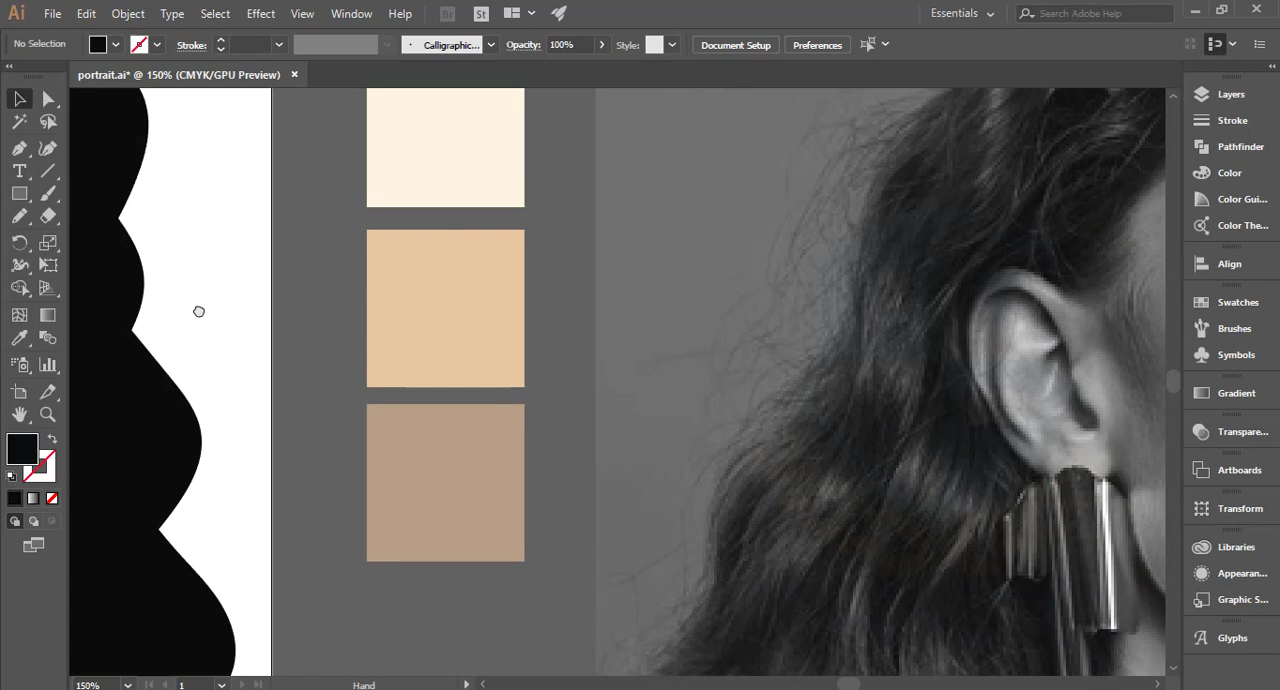 Ai File Edit Object Type Select Effect View Window Help Br St Essentials Search Adobe Help
No Selection Stroke: Calligraphic... Opacity: 100% Style: Document Setup Preferences
portrait.ai* @ 150% (CMYK/GPU Preview)
Layers
Stroke
Pathfinder
Color
Color Gui...
Color The...
Align
Swatches
Brushes
Symbols
Gradient
Transpare...
Artboards
Transform
Libraries
Appearan...
Graphic S...
Glyphs
150% 1 Hand